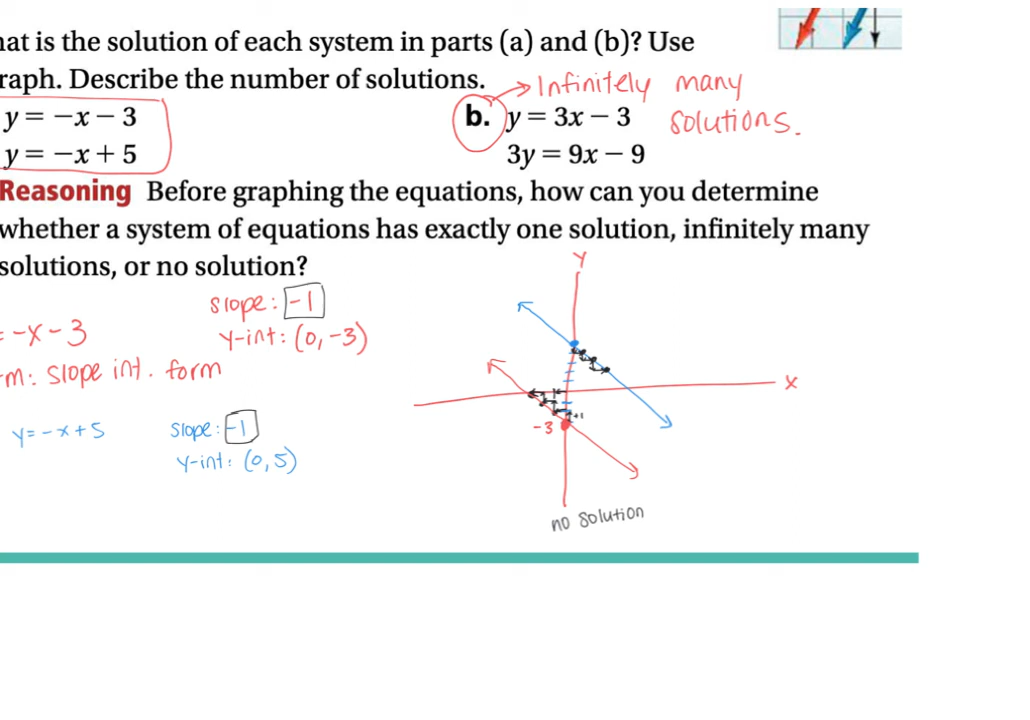 hat is the solution of each system in parts (a) and (b)? Use
raph. Describe the number of solutions.
→ Infinitely many solutions.
y = −x − 3
y = −x + 5
b. y = 3x − 3
3y = 9x − 9
Reasoning Before graphing the equations, how can you determine
whether a system of equations has exactly one solution, infinitely many
solutions, or no solution?
= -x - 3
slope: -1
y-int: (0, -3)
m: slope int. form
y = -x + 5
slope: -1
y-int: (0, 5)
Y
X
+1
-3
no solution